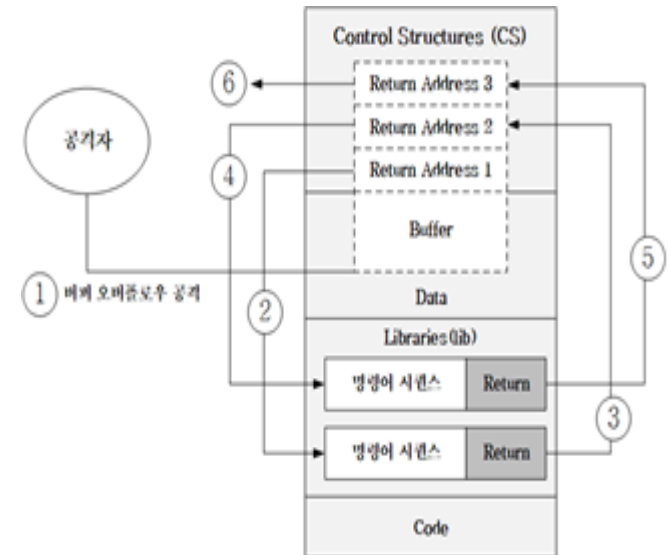 Control Structures (CS)
⑥
Return Address 3
공격자
Return Address 2
④
Return Address 1
Buffer
⑤
① 버퍼 오버플로우 공격
②
Data
Libraries(lib)
명령어 시퀀스
Return
③
명령어 시퀀스
Return
Code